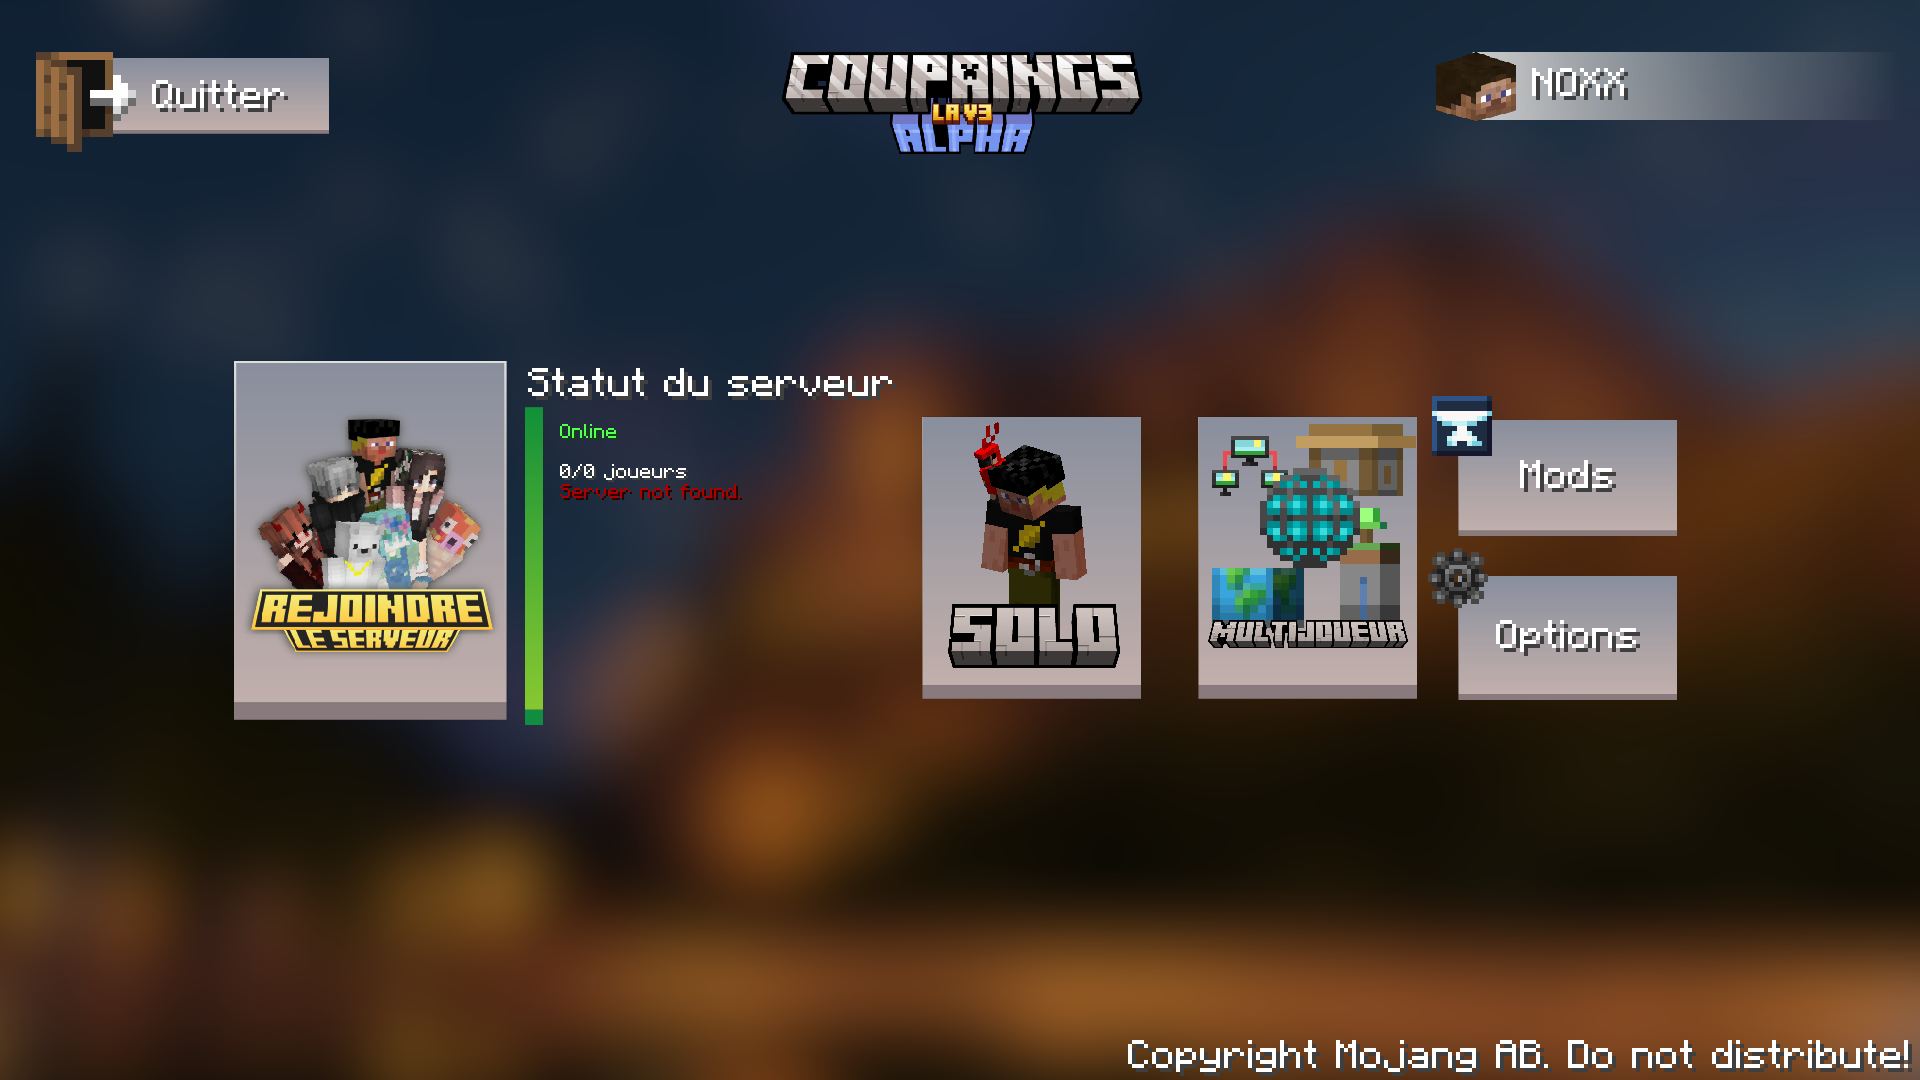 Quitter
COUPAINGS
LA V3
ALPHA
NOXX
Statut du serveur
Online
0/0 joueurs
Server not found.
REJOINDRE
LE SERVEUR
SOLO
MULTIJOUEUR
Mods
Options
Copyright Mojang AB. Do not distribute!